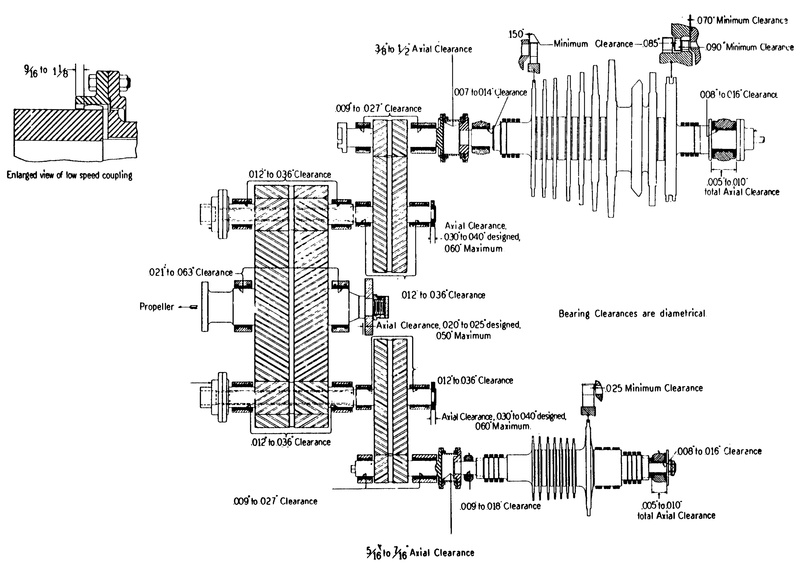 .070" Minimum Clearance
.150"
Minimum Clearance
.085"
.090" Minimum Clearance
3/8 to 1/2" Axial Clearance
9/16 to 1 1/8"
.007 to .014" Clearance
.008" to .016" Clearance
.009" to .027" Clearance
Enlarged view of low speed coupling
.012" to .036" Clearance
.005" to .010"
total Axial Clearance
Axial Clearance,
.030" to .040" designed,
.060" Maximum
.021" to .063" Clearance
.012" to .036" Clearance
Propeller
Bearing Clearances are diametrical
Axial Clearance, .020" to .025" designed,
.050" Maximum
.012" to .036" Clearance
.025 Minimum Clearance
Axial Clearance, .030" to .040" designed,
.060" Maximum.
.012" to .036" Clearance
.008" to .016" Clearance
.009" to .027" Clearance
.009 to .018" Clearance
.005" to .010"
total Axial Clearance
5/16" to 7/16" Axial Clearance